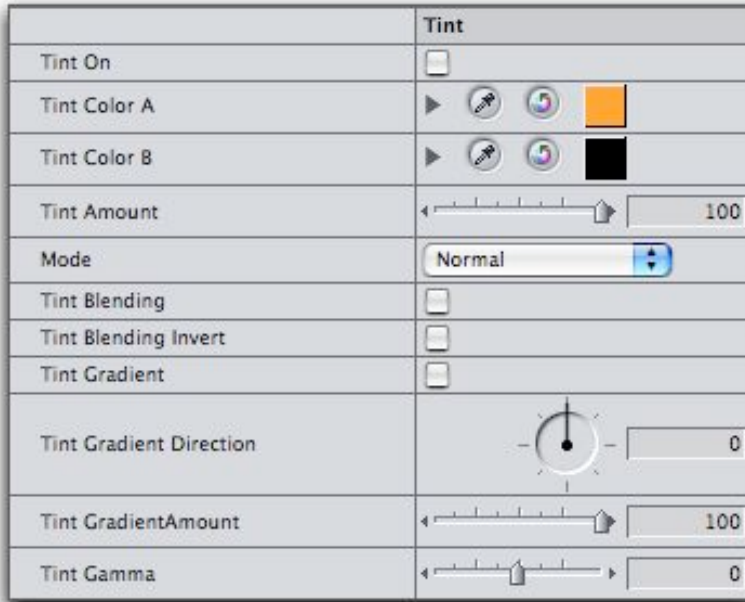 Tint
Tint On
Tint Color A
Tint Color B
Tint Amount 100
Mode Normal
Tint Blending
Tint Blending Invert
Tint Gradient
Tint Gradient Direction 0
Tint GradientAmount 100
Tint Gamma 0